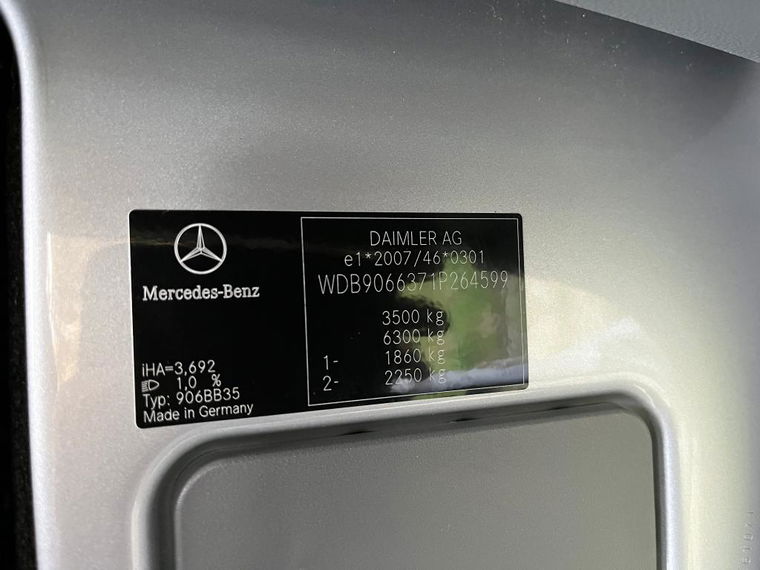 Mercedes-Benz
iHA=3,692
1,0 %
Typ: 906BB35
Made in Germany
DAIMLER AG
e1*2007/46*0301
WDB9066371P264599
3500 kg
6300 kg
1- 1860 kg
2- 2250 kg